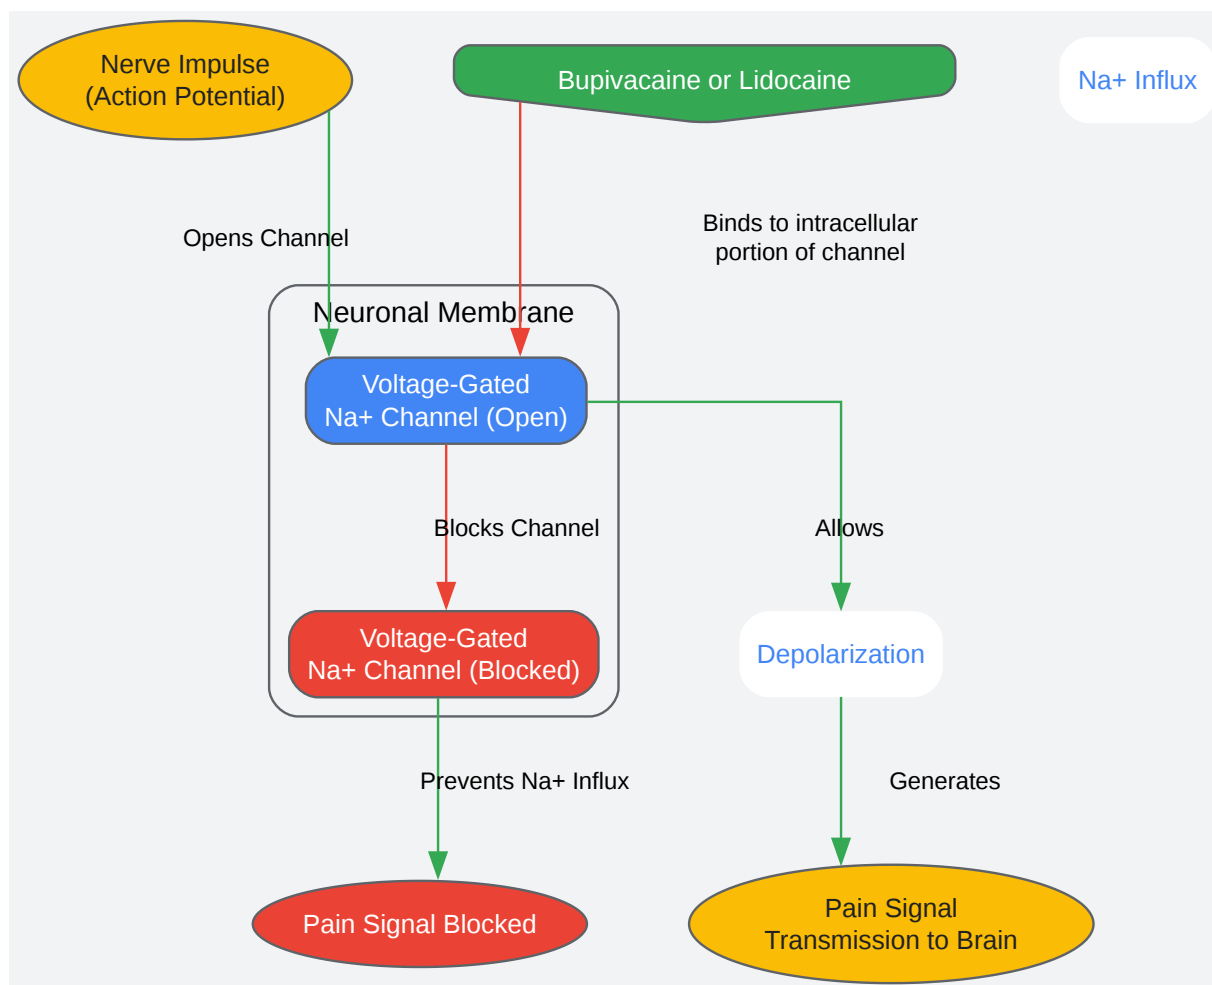 Nerve Impulse
(Action Potential)
Bupivacaine or Lidocaine
Na+ Influx
Opens Channel
Binds to intracellular
portion of channel
Neuronal Membrane
Voltage-Gated
Na+ Channel (Open)
Blocks Channel
Allows
Voltage-Gated
Na+ Channel (Blocked)
Depolarization
Prevents Na+ Influx
Generates
Pain Signal Blocked
Pain Signal
Transmission to Brain